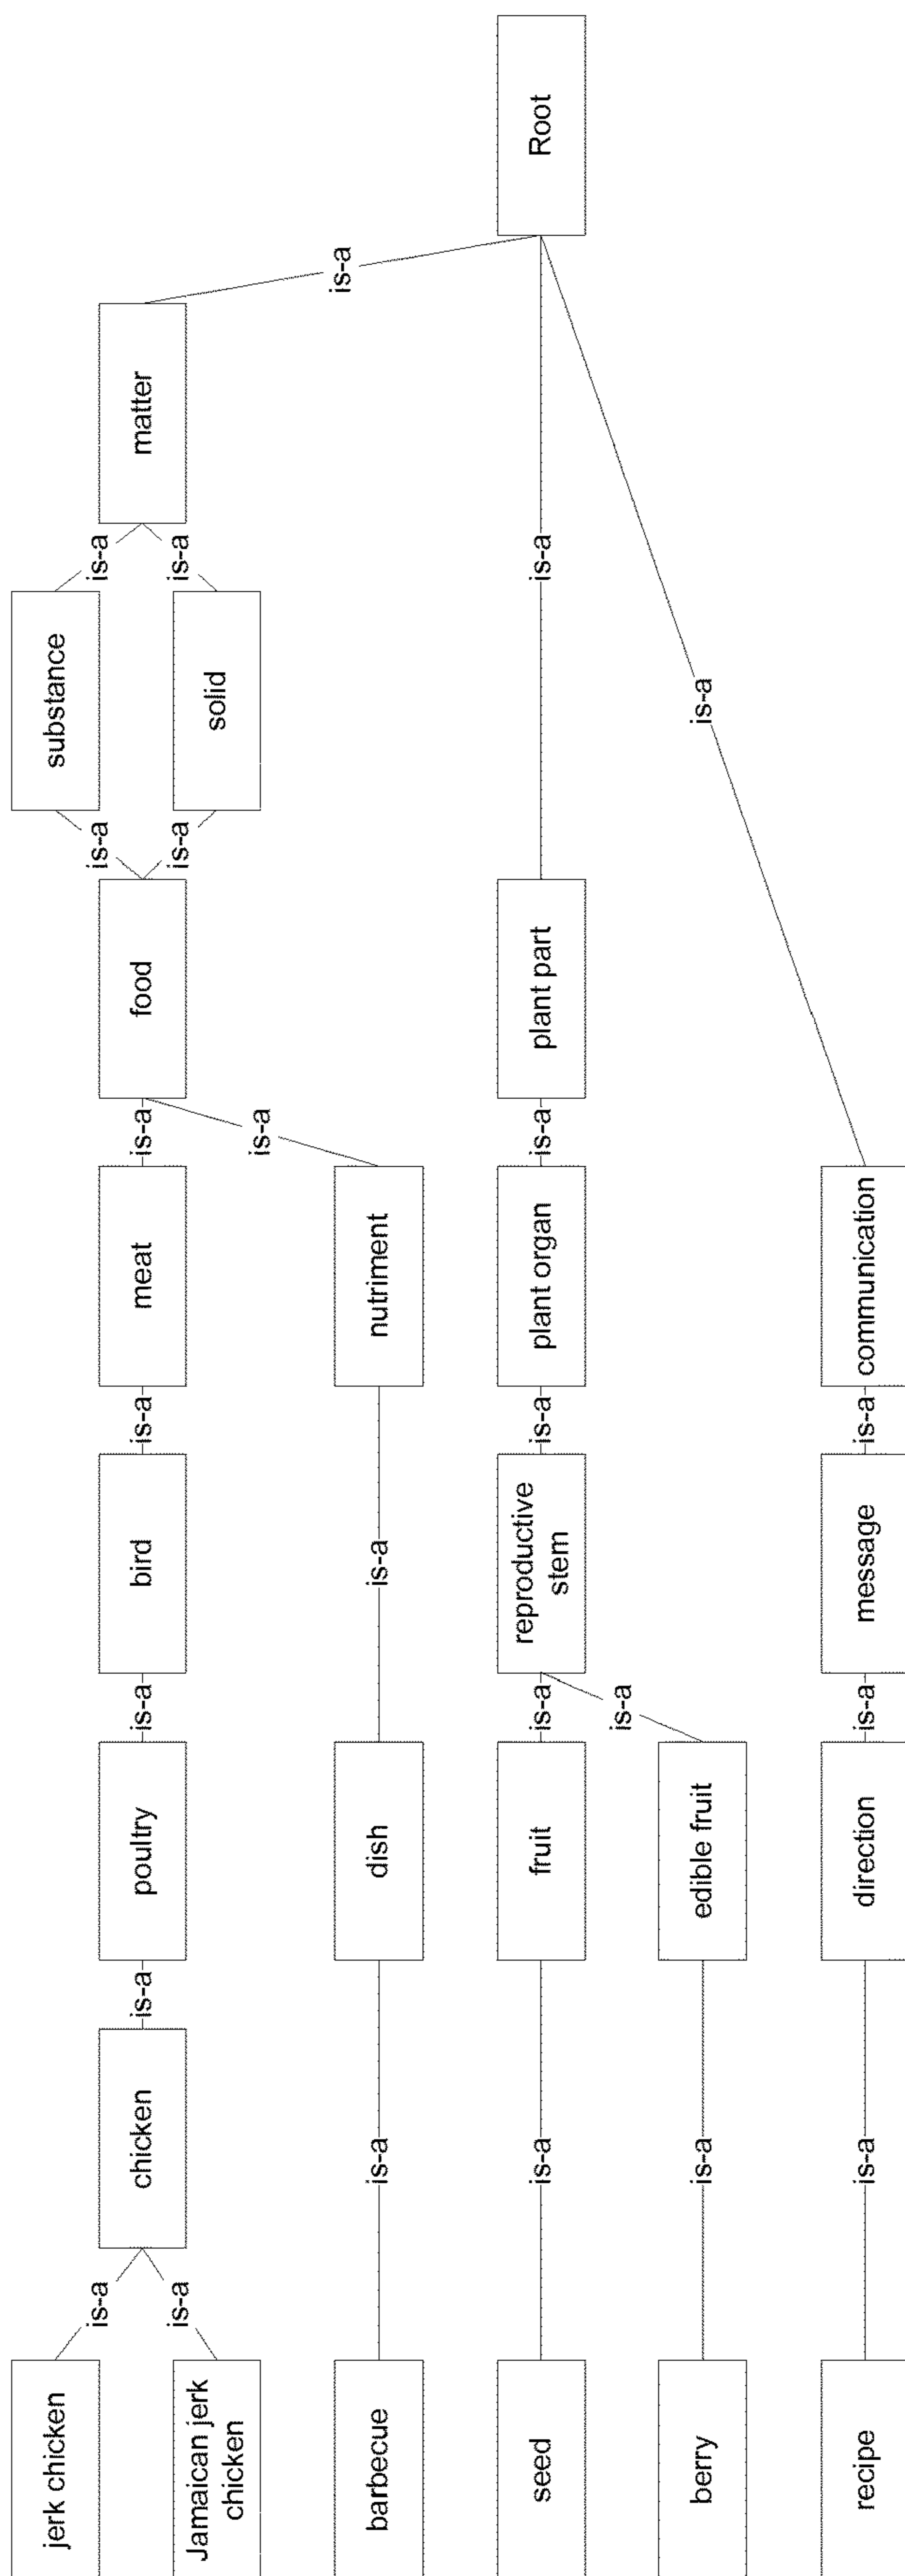 jerk chicken
substance
is-a
is-a
is-a
chicken
is-a
poultry
is-a
bird
is-a
meat
is-a
food
matter
is-a
is-a
is-a
Jamaican jerk
chicken
solid
is-a
is-a
barbecue
is-a
dish
is-a
nutriment
seed
is-a
fruit
is-a
reproductive
stem
is-a
plant organ
is-a
plant part
is-a
Root
is-a
berry
is-a
edible fruit
is-a
recipe
is-a
direction
is-a
message
is-a
communication